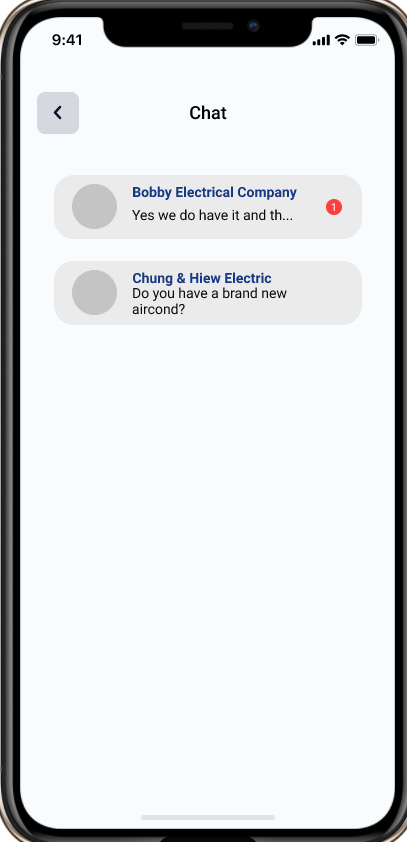 9:41
Chat
Bobby Electrical Company
Yes we do have it and th...
1
Chung & Hiew Electric
Do you have a brand new
aircond?